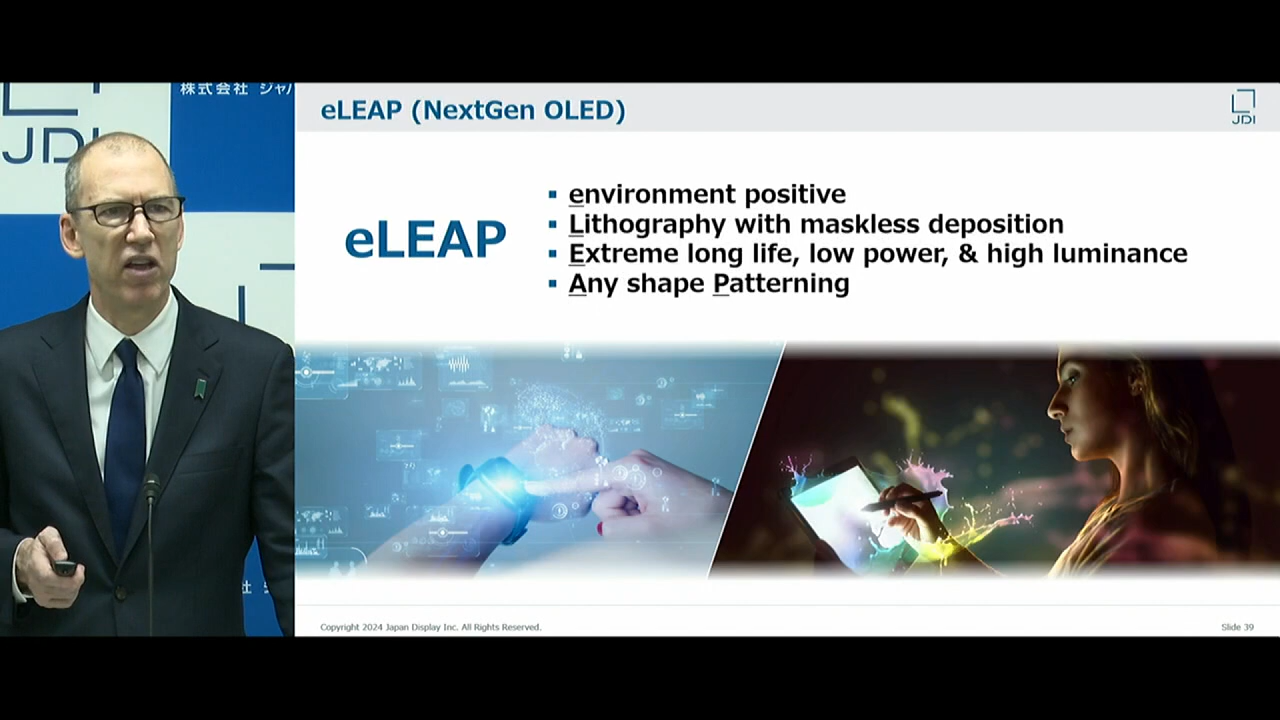 株式会社 ジャパ
JDI
eLEAP (NextGen OLED)
JDI
eLEAP
▪ environment positive
▪ Lithography with maskless deposition
▪ Extreme long life, low power, & high luminance
▪ Any shape Patterning
Copyright 2024 Japan Display Inc. All Rights Reserved.
Slide 39